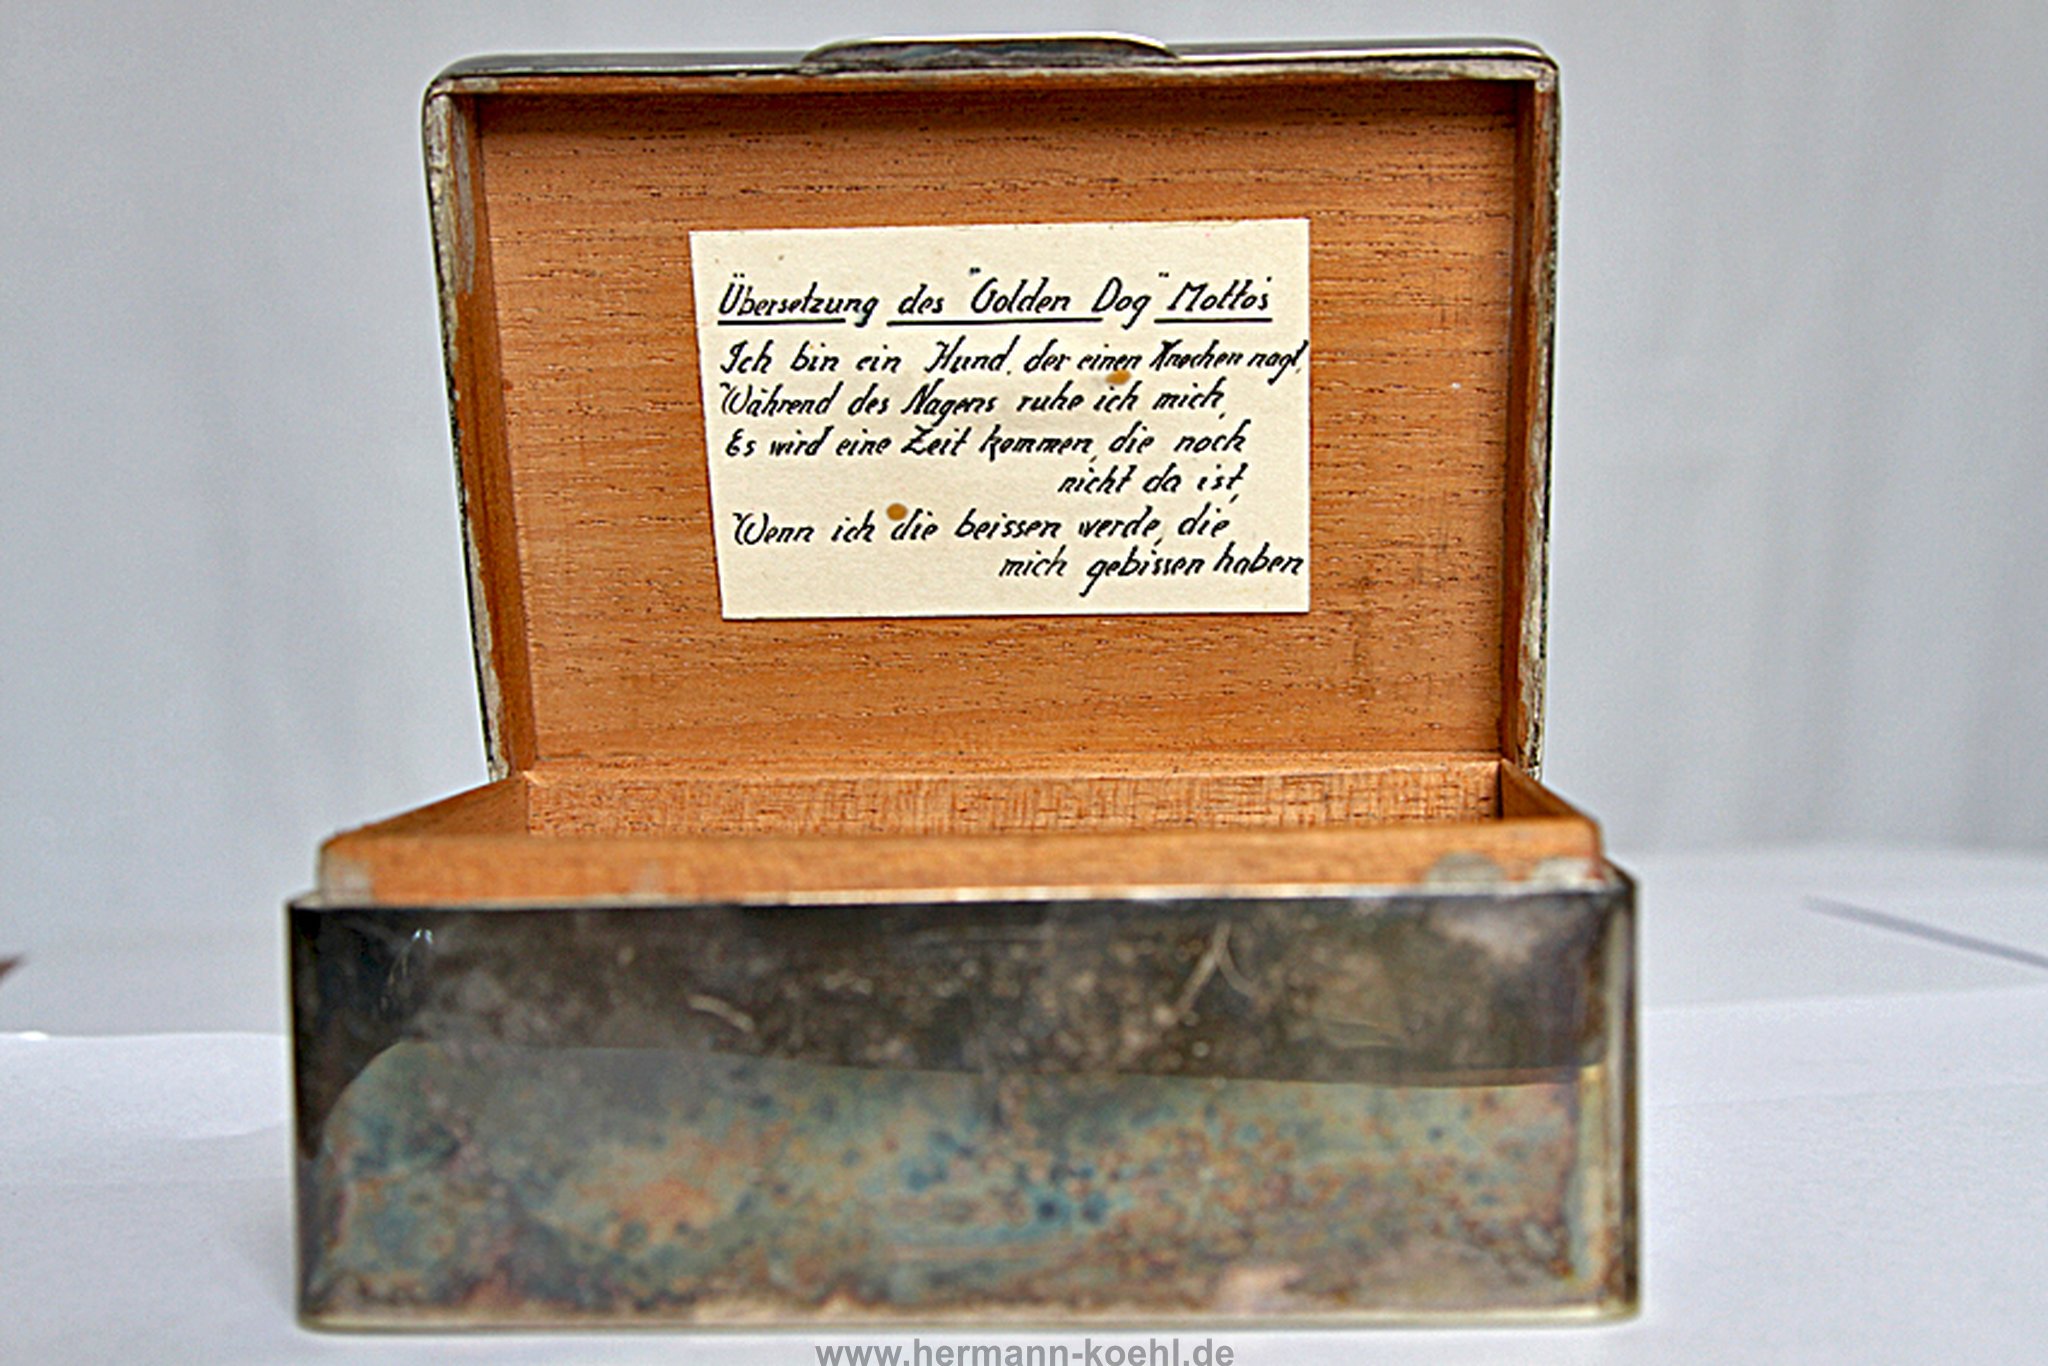 Übersetzung des "Golden Dog" Motto's
Ich bin ein Hund, der einen Knochen nagt,
Während des Nagens ruhe ich mich,
Es wird eine Zeit kommen, die noch
nicht da ist,
Wenn ich die beissen werde, die
mich gebissen haben
www.hermann-koehl.de